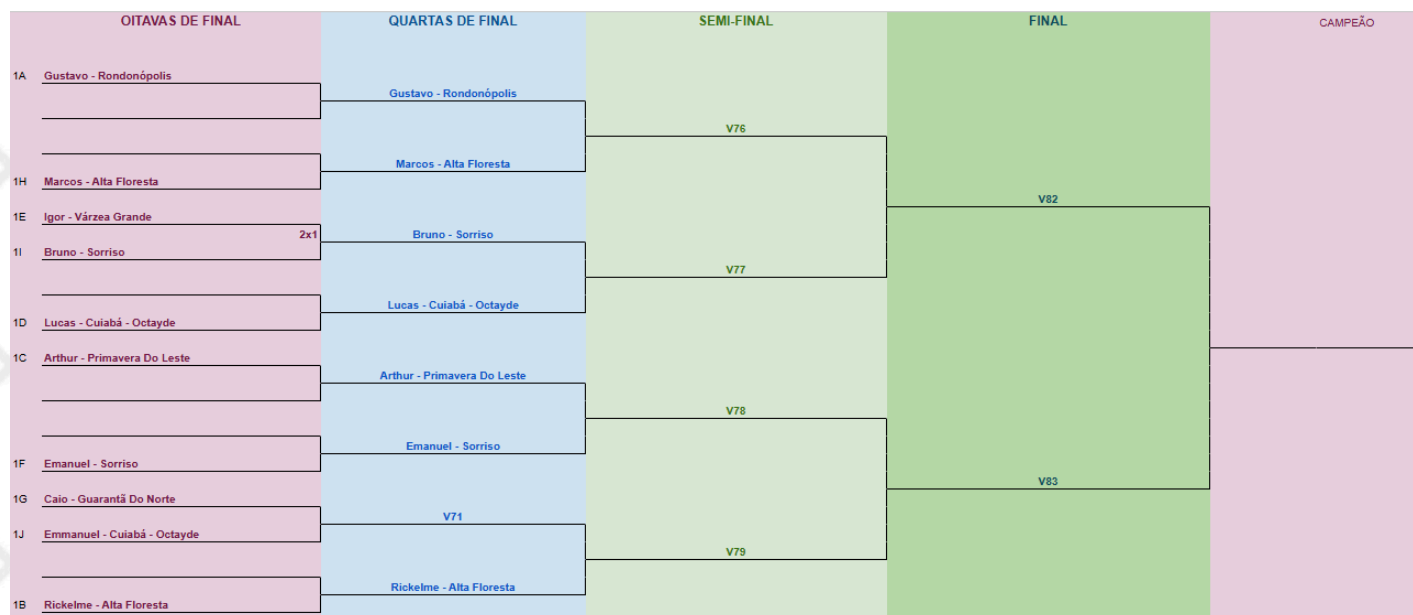 OITAVAS DE FINAL QUARTAS DE FINAL SEMI-FINAL FINAL CAMPEÃO
1A Gustavo - Rondonópolis
Gustavo - Rondonópolis
V76
Marcos - Alta Floresta
1H Marcos - Alta Floresta
V82
1E Igor - Várzea Grande
2x1 Bruno - Sorriso
1I Bruno - Sorriso
V77
Lucas - Cuiabá - Octayde
1D Lucas - Cuiabá - Octayde
1C Arthur - Primavera Do Leste
Arthur - Primavera Do Leste
V78
Emanuel - Sorriso
1F Emanuel - Sorriso
V83
1G Caio - Guarantã Do Norte
V71
1J Emmanuel - Cuiabá - Octayde
V79
Rickelme - Alta Floresta
1B Rickelme - Alta Floresta